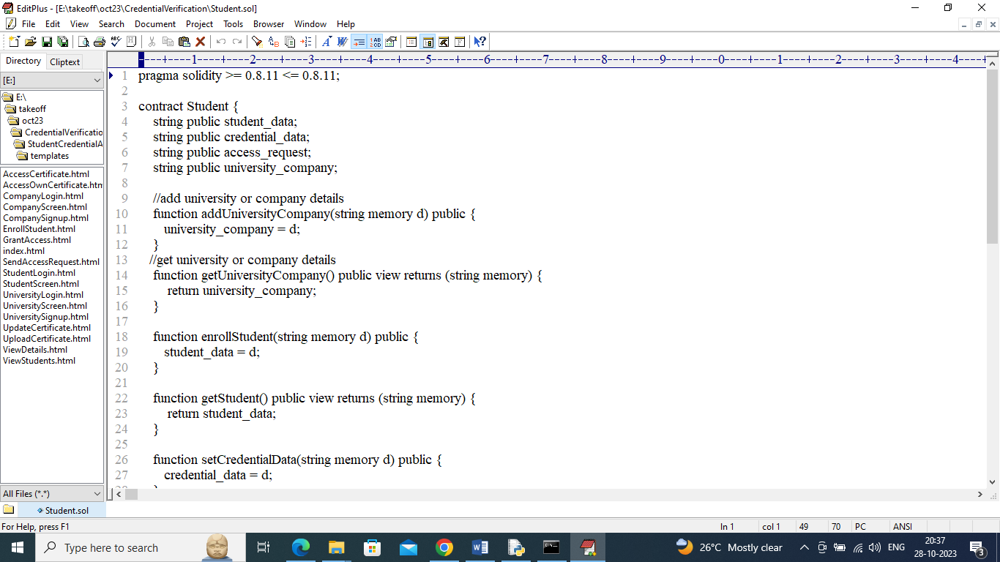 EditPlus - [E:\takeoff\oct23\CredentialVerification\Student.sol]
File Edit View Search Document Project Tools Browser Window Help
Directory Cliptext
[E:]
E:\
takeoff
oct23
CredentialVerificatio
StudentCredentialA
templates
AccessCertificate.html
AccessOwnCertificate.htm
CompanyLogin.html
CompanyScreen.html
CompanySignup.html
EnrollStudent.html
GrantAccess.html
index.html
SendAccessRequest.html
StudentLogin.html
StudentScreen.html
UniversityLogin.html
UniversityScreen.html
UniversitySignup.html
UpdateCertificate.html
UploadCertificate.html
ViewDetails.html
ViewStudents.html
All Files (*.*)
----+----1----+----2----+----3----+----4----+----5----+----6----+----7----+----8----+----9----+----0----+----1----+----2----+----3----+----4----+
1 pragma solidity >= 0.8.11 <= 0.8.11;
2
3 contract Student {
4 string public student_data;
5 string public credential_data;
6 string public access_request;
7 string public university_company;
8
9 //add university or company details
10 function addUniversityCompany(string memory d) public {
11 university_company = d;
12 }
13 //get university or company details
14 function getUniversityCompany() public view returns (string memory) {
15 return university_company;
16 }
17
18 function enrollStudent(string memory d) public {
19 student_data = d;
20 }
21
22 function getStudent() public view returns (string memory) {
23 return student_data;
24 }
25
26 function setCredentialData(string memory d) public {
27 credential_data = d;
28 }
Student.sol
For Help, press F1 ln 1 col 1 49 70 PC ANSI
Type here to search 26°C Mostly clear ENG 20:37
28-10-2023 3